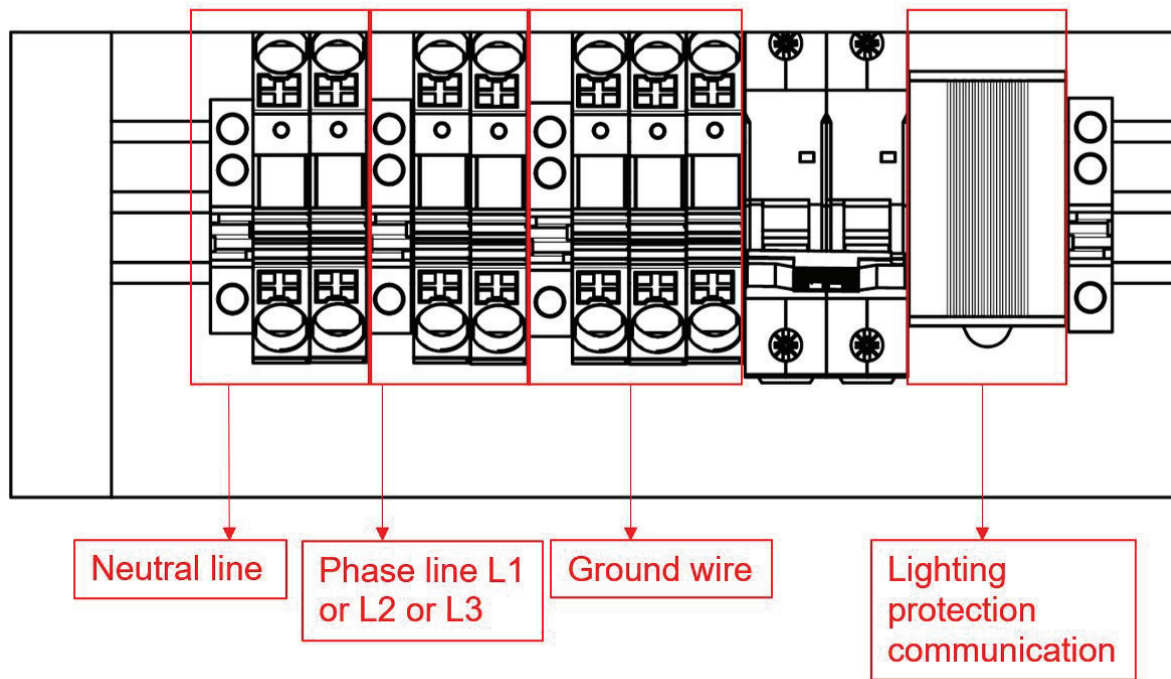 Neutral line
Phase line L1
or L2 or L3
Ground wire
Lighting
protection
communication